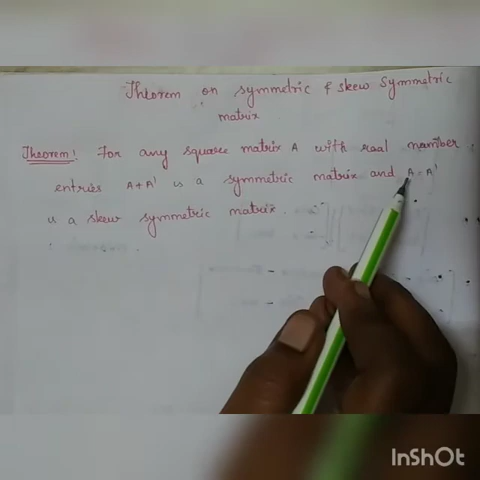 Theorem on symmetric & skew symmetric
matrix
Theorem: For any square matrix A with real number
entries A+A' is a symmetric matrix and A-A'
is a skew symmetric matrix.
INSHOT